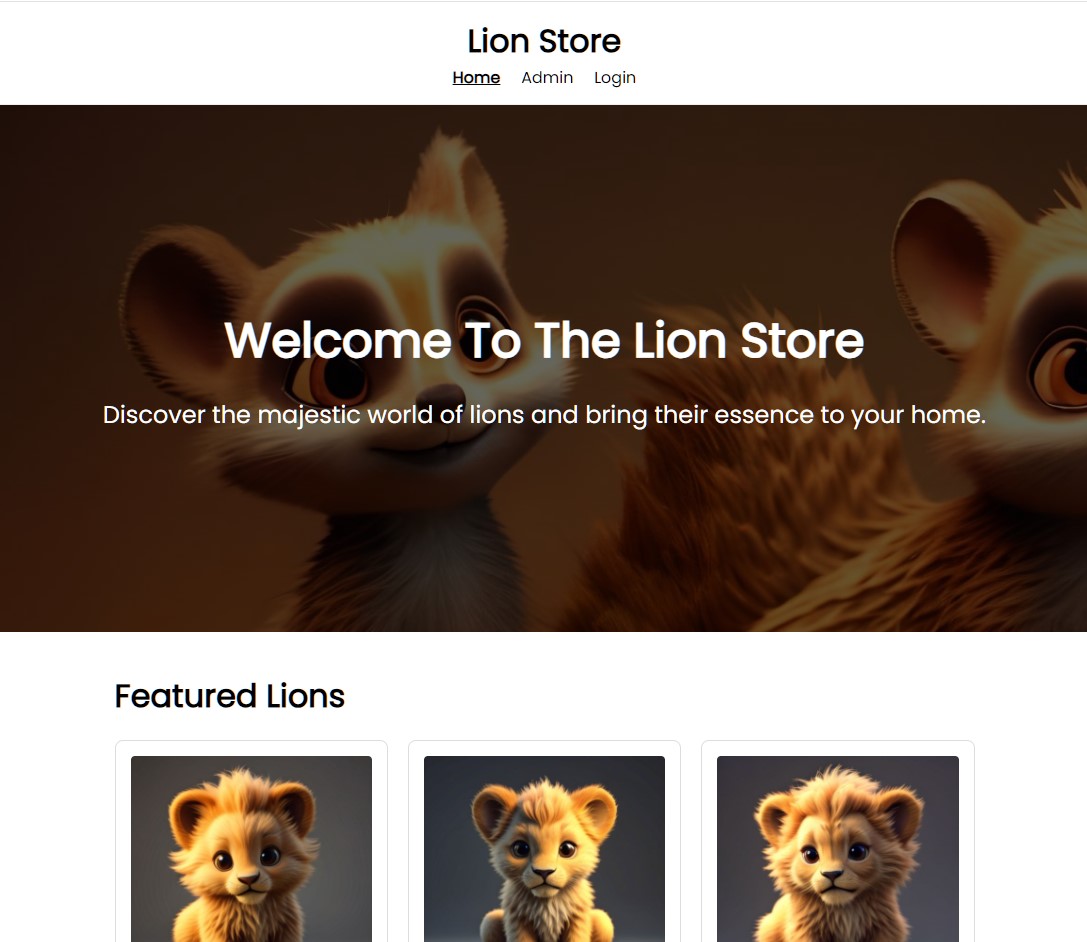 Lion Store
Home Admin Login
Welcome To The Lion Store
Discover the majestic world of lions and bring their essence to your home.
Featured Lions